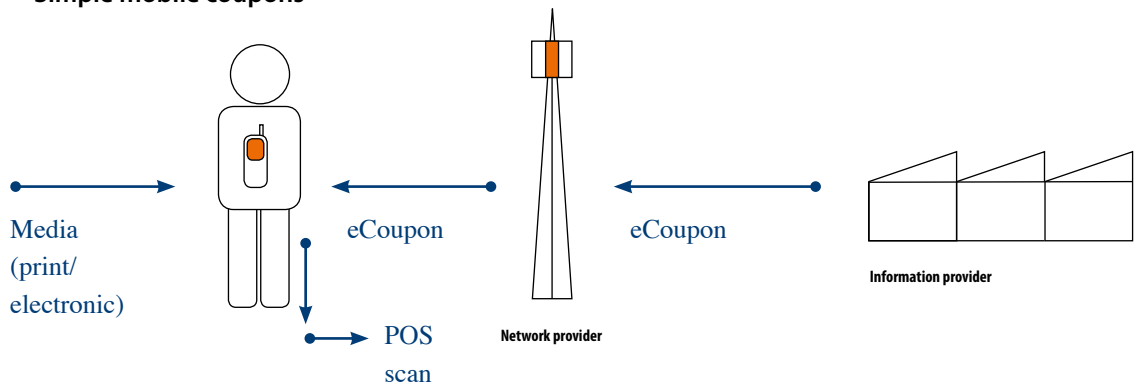 Simple mobile coupons
Media
(print/
electronic)
eCoupon
eCoupon
POS
scan
Network provider
Information provider